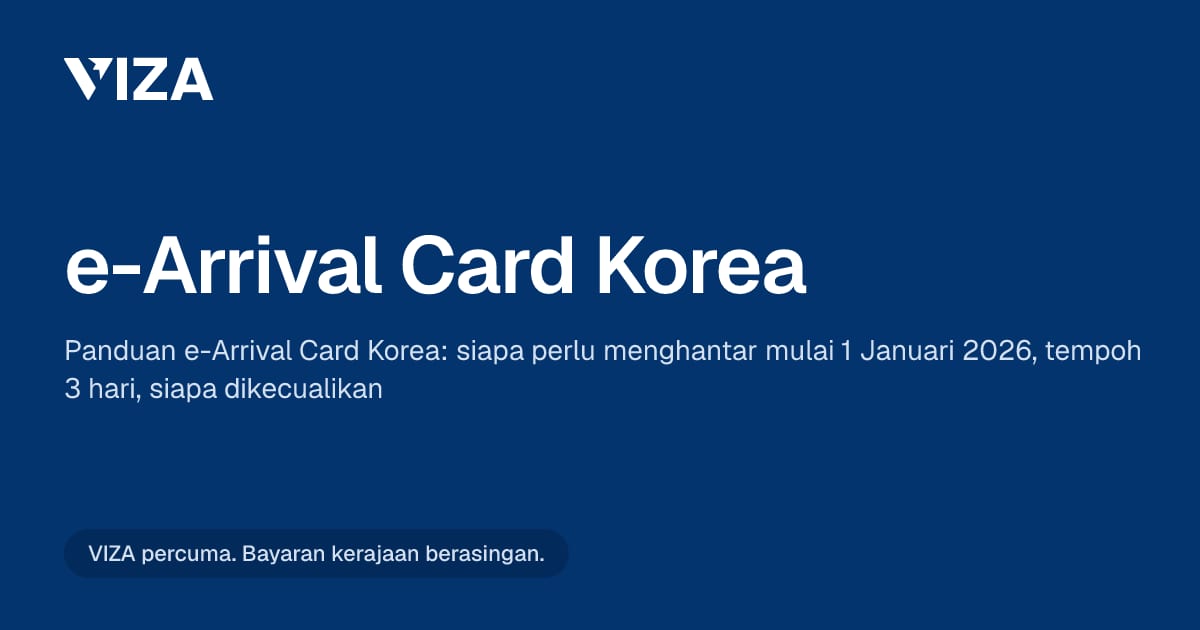 VIZA
e-Arrival Card Korea
Panduan e-Arrival Card Korea: siapa perlu menghantar mulai 1 Januari 2026, tempoh
3 hari, siapa dikecualikan
VIZA percuma. Bayaran kerajaan berasingan.